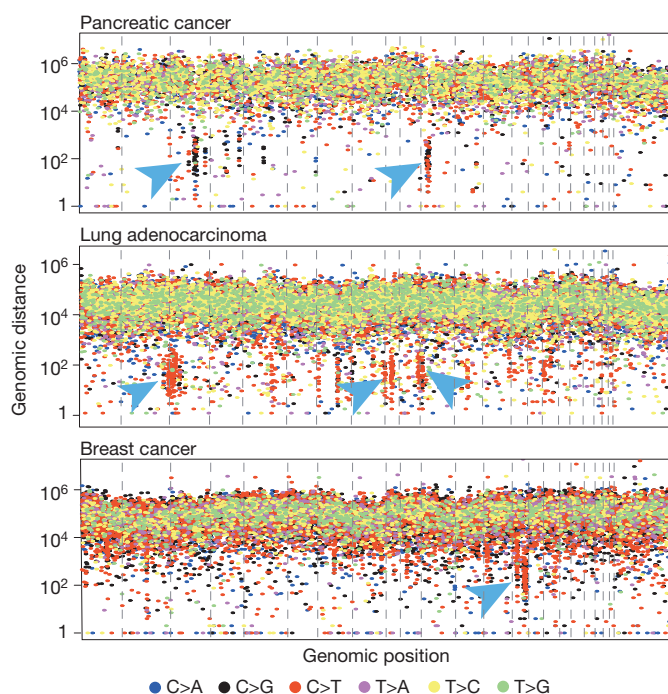 Pancreatic cancer
10⁶
10⁴
10²
1
Lung adenocarcinoma
10⁶
10⁴
10²
1
Genomic distance
Breast cancer
10⁶
10⁴
10²
1
Genomic position
C>A C>G C>T T>A T>C T>G